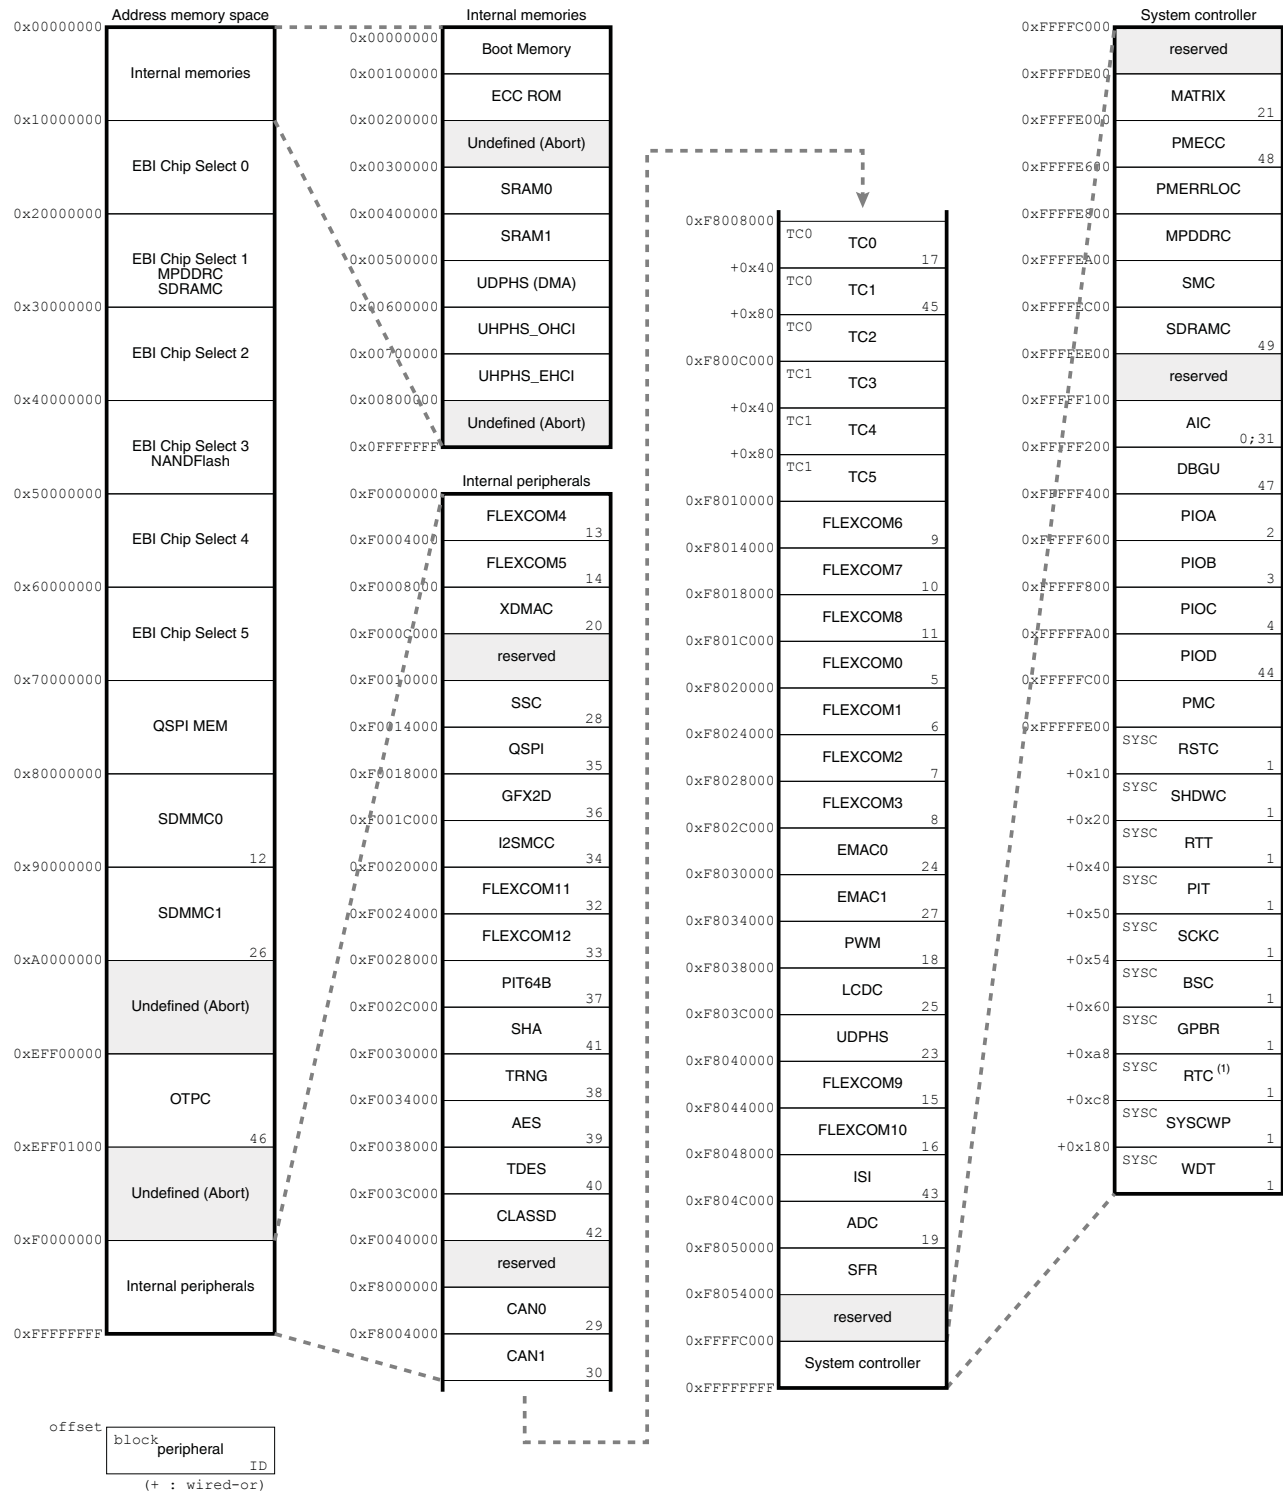 Address memory space
0x00000000
Internal memories
0x10000000
EBI Chip Select 0
0x20000000
EBI Chip Select 1
MPDDRC
SDRAMC
0x30000000
EBI Chip Select 2
0x40000000
EBI Chip Select 3
NANDFlash
0x50000000
EBI Chip Select 4
0x60000000
EBI Chip Select 5
0x70000000
QSPI MEM
0x80000000
SDMMC0
12
0x90000000
SDMMC1
26
0xA0000000
Undefined (Abort)
0xEFF00000
OTPC
46
0xEFF01000
Undefined (Abort)
0xF0000000
Internal peripherals
0xFFFFFFFF
offset
block
peripheral
ID
(+ : wired-or)
Internal memories
0x00000000
Boot Memory
0x00100000
ECC ROM
0x00200000
Undefined (Abort)
0x00300000
SRAM0
0x00400000
SRAM1
0x00500000
UDPHS (DMA)
0x00600000
UHPHS_OHCI
0x00700000
UHPHS_EHCI
0x00800000
Undefined (Abort)
0x0FFFFFFF
Internal peripherals
0xF0000000
FLEXCOM4
13
0xF0004000
FLEXCOM5
14
0xF0008000
XDMAC
20
0xF000C000
reserved
0xF0010000
SSC
28
0xF0014000
QSPI
35
0xF0018000
GFX2D
36
0xF001C000
I2SMCC
34
0xF0020000
FLEXCOM11
32
0xF0024000
FLEXCOM12
33
0xF0028000
PIT64B
37
0xF002C000
SHA
41
0xF0030000
TRNG
38
0xF0034000
AES
39
0xF0038000
TDES
40
0xF003C000
CLASSD
42
0xF0040000
reserved
0xF8000000
CAN0
29
0xF8004000
CAN1
30
0xF8008000
TC0
TC0
17
+0x40
TC0
TC1
45
+0x80
TC0
TC2
0xF800C000
TC1
TC3
+0x40
TC1
TC4
+0x80
TC1
TC5
0xF8010000
FLEXCOM6
9
0xF8014000
FLEXCOM7
10
0xF8018000
FLEXCOM8
11
0xF801C000
FLEXCOM0
5
0xF8020000
FLEXCOM1
6
0xF8024000
FLEXCOM2
7
0xF8028000
FLEXCOM3
8
0xF802C000
EMAC0
24
0xF8030000
EMAC1
27
0xF8034000
PWM
18
0xF8038000
LCDC
25
0xF803C000
UDPHS
23
0xF8040000
FLEXCOM9
15
0xF8044000
FLEXCOM10
16
0xF8048000
ISI
43
0xF804C000
ADC
19
0xF8050000
SFR
0xF8054000
reserved
0xFFFFC000
System controller
0xFFFFFFFF
System controller
0xFFFFC000
reserved
0xFFFFDE00
MATRIX
21
0xFFFFE000
PMECC
48
0xFFFFE600
PMERRLOC
0xFFFFE800
MPDDRC
0xFFFFEA00
SMC
0xFFFFEC00
SDRAMC
49
0xFFFFEE00
reserved
0xFFFFF100
AIC
0;31
0xFFFFF200
DBGU
47
0xFFFFF400
PIOA
2
0xFFFFF600
PIOB
3
0xFFFFF800
PIOC
4
0xFFFFFA00
PIOD
44
0xFFFFFC00
PMC
0xFFFFFE00
SYSC
RSTC
1
+0x10
SYSC
SHDWC
1
+0x20
SYSC
RTT
1
+0x40
SYSC
PIT
1
+0x50
SYSC
SCKC
1
+0x54
SYSC
BSC
1
+0x60
SYSC
GPBR
1
+0xa8
SYSC
RTC (1)
1
+0xc8
SYSC
SYSCWP
1
+0x180
SYSC
WDT
1